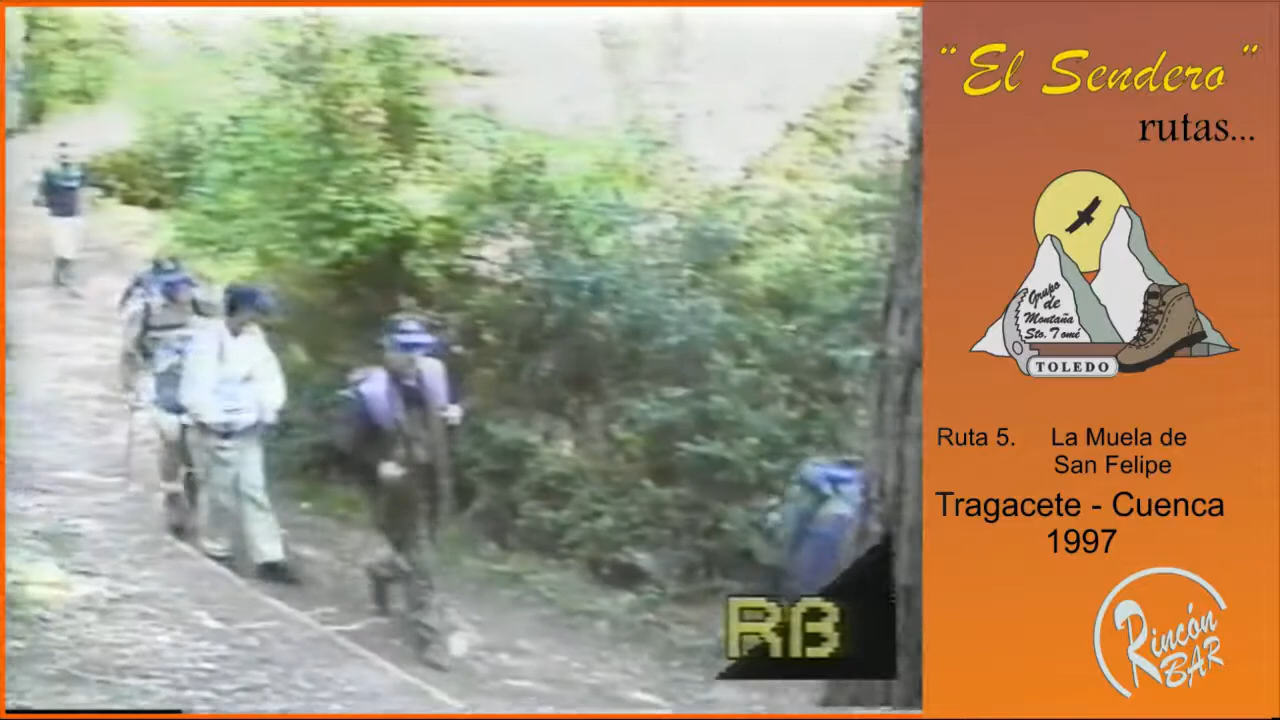 "El Sendero"
rutas...
Grupo
de
Montaña
Sto. Tomé
TOLEDO
Ruta 5. La Muela de
San Felipe
Tragacete - Cuenca
1997
Rincón
BAR
RB